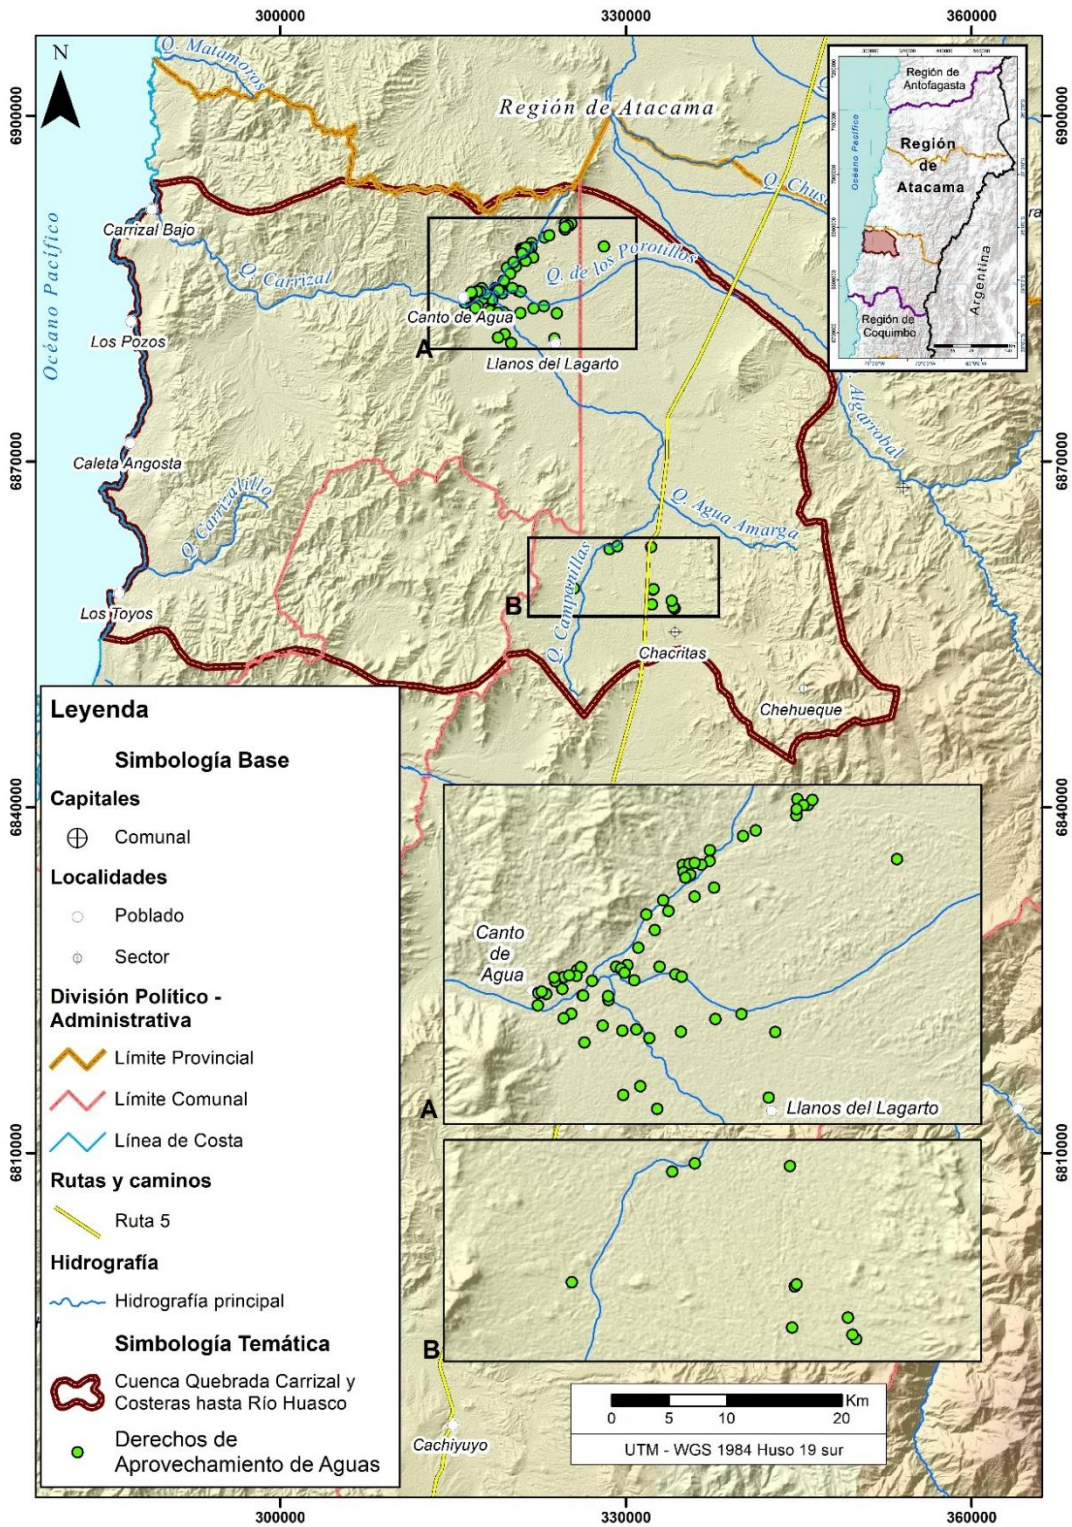 300000
330000
360000
N
Q. Matamoros
Región de Atacama
6900000
6900000
Q. Chus
Océano Pacífico
Carrizal Bajo
Q. Carrizal
Q. de los Porotillos
Canto de Agua
A
Los Pozos
Llanos del Lagarto
Algarrobal
6870000
6870000
Caleta Angosta
Q. Carrizalillo
Q. Agua Amarga
Q. Campanillas
B
Los Toyos
Chacritas
Chehueque
Región de
Antofagasta
Océano Pacífico
Región
de
Atacama
Argentina
Región de
Coquimbo
6840000
6840000
Leyenda
Simbología Base
Capitales
Comunal
Localidades
Poblado
Sector
División Político -
Administrativa
Límite Provincial
Límite Comunal
Línea de Costa
Rutas y caminos
Ruta 5
Hidrografía
Hidrografía principal
Simbología Temática
Cuenca Quebrada Carrizal y
Costeras hasta Río Huasco
Derechos de
Aprovechamiento de Aguas
Canto
de
Agua
A
Llanos del Lagarto
6810000
6810000
B
Km
0 5 10 20
UTM - WGS 1984 Huso 19 sur
Cachiyuyo
300000
330000
360000